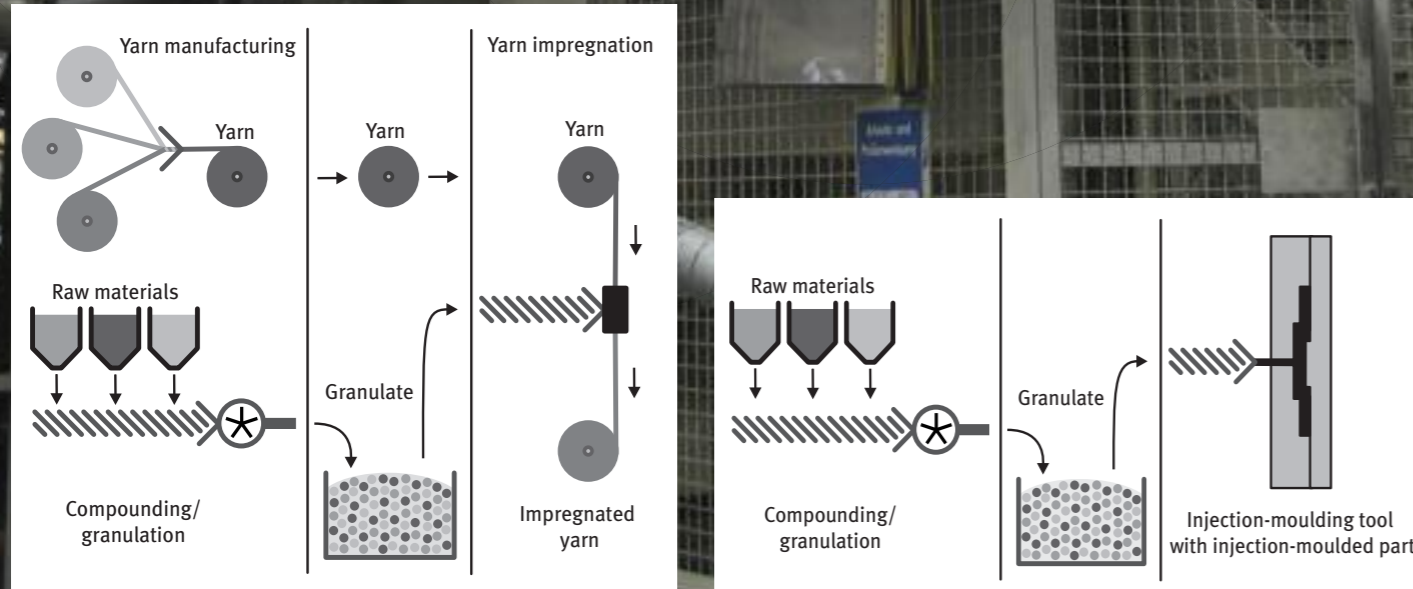 Yarn manufacturing
Yarn
Raw materials
Compounding/
granulation
Yarn
Granulate
Yarn impregnation
Yarn
Impregnated
yarn
Raw materials
Compounding/
granulation
Granulate
Injection-moulding tool
with injection-moulded part